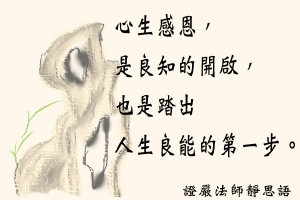 心生感恩，
是良知的開啟，
也是踏出
人生良能的第一步。
證嚴法師靜思語